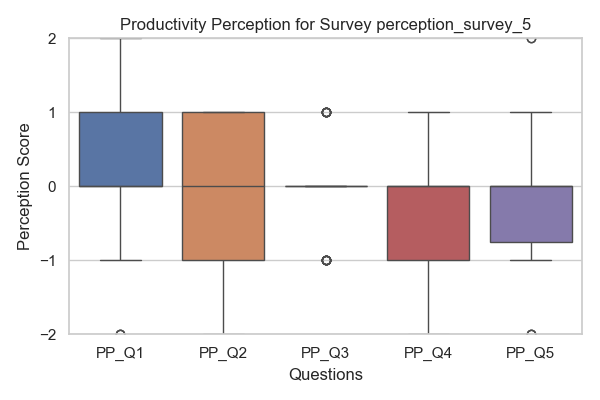 Productivity Perception for Survey perception_survey_5
Perception Score
2
1
0
−1
−2
PP_Q1 PP_Q2 PP_Q3 PP_Q4 PP_Q5
Questions